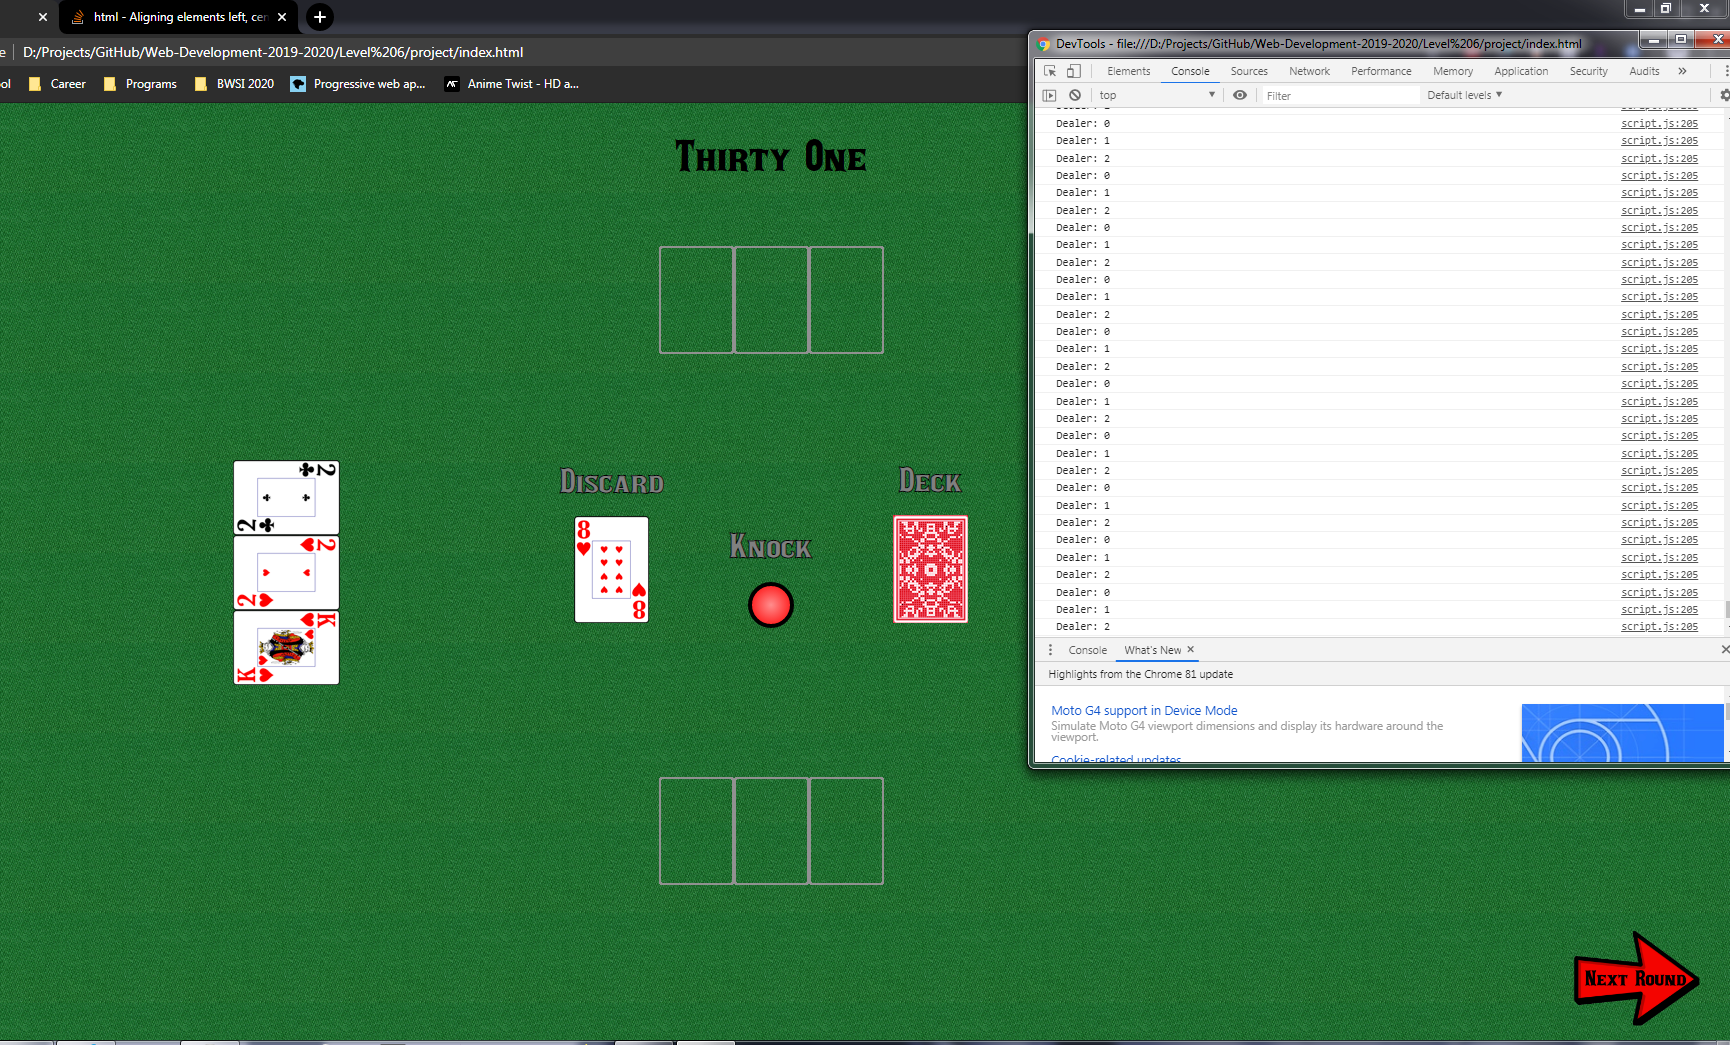 html - Aligning elements left, cen
e D:/Projects/GitHub/Web-Development-2019-2020/Level%206/project/index.html
ol Career Programs BWSI 2020 Progressive web ap... Anime Twist - HD a...
Thirty One
2
2
2
2
K
K
Discard
8
8
Knock
Deck
Next Round
DevTools - file:///D:/Projects/GitHub/Web-Development-2019-2020/Level%206/project/index.html
Elements Console Sources Network Performance Memory Application Security Audits »
top Filter Default levels
Dealer: 0 script.js:205
Dealer: 1 script.js:205
Dealer: 2 script.js:205
Dealer: 0 script.js:205
Dealer: 1 script.js:205
Dealer: 2 script.js:205
Dealer: 0 script.js:205
Dealer: 1 script.js:205
Dealer: 2 script.js:205
Dealer: 0 script.js:205
Dealer: 1 script.js:205
Dealer: 2 script.js:205
Dealer: 0 script.js:205
Dealer: 1 script.js:205
Dealer: 2 script.js:205
Dealer: 0 script.js:205
Dealer: 1 script.js:205
Dealer: 2 script.js:205
Dealer: 0 script.js:205
Dealer: 1 script.js:205
Dealer: 2 script.js:205
Dealer: 0 script.js:205
Dealer: 1 script.js:205
Dealer: 2 script.js:205
Dealer: 0 script.js:205
Dealer: 1 script.js:205
Dealer: 2 script.js:205
Dealer: 0 script.js:205
Dealer: 1 script.js:205
Dealer: 2 script.js:205
Console What's New
Highlights from the Chrome 81 update
Moto G4 support in Device Mode
Simulate Moto G4 viewport dimensions and display its hardware around the
viewport.
Cookie-related updates